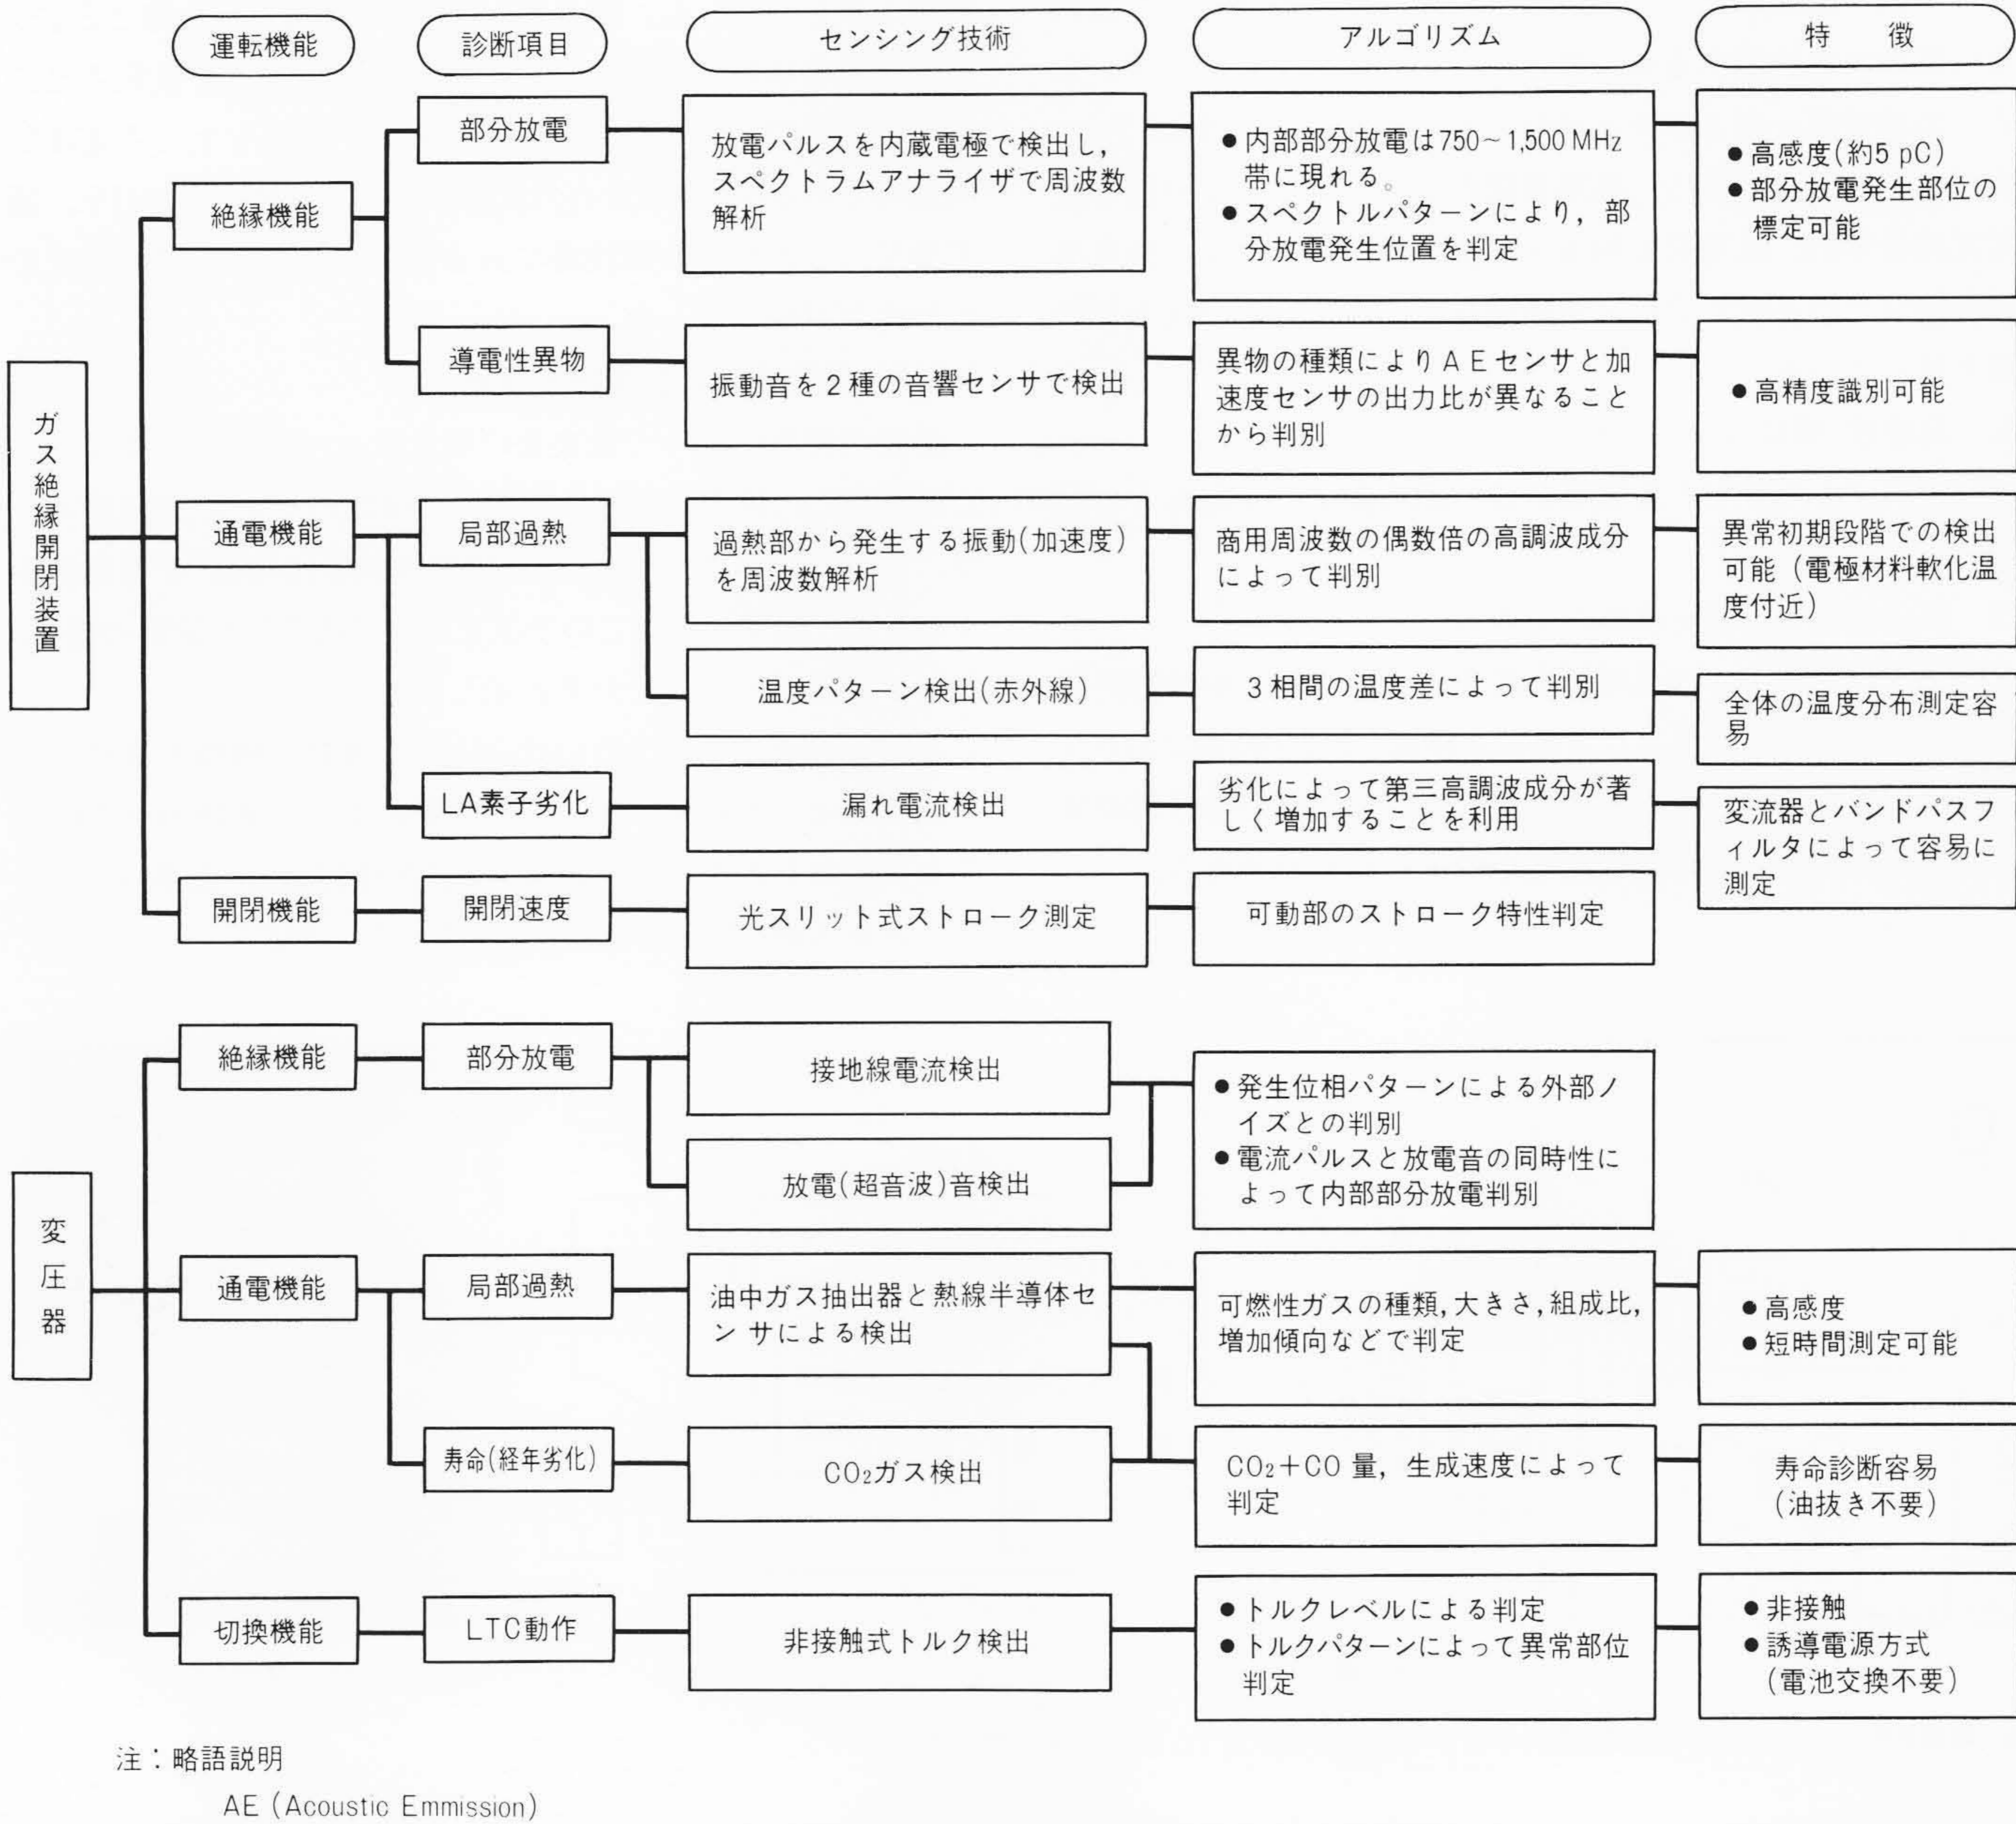 運転機能
診断項目
センシング技術
アルゴリズム
特 徴
ガス絶縁開閉装置
絶縁機能
部分放電
放電パルスを内蔵電極で検出し,
スペクトラムアナライザで周波数
解析
●内部部分放電は750~1,500 MHz
帯に現れる。
●スペクトルパターンにより, 部
分放電発生位置を判定
●高感度(約5 pC)
●部分放電発生部位の
標定可能
導電性異物
振動音を2種の音響センサで検出
異物の種類によりAEセンサと加
速度センサの出力比が異なること
から判別
●高精度識別可能
通電機能
局部過熱
過熱部から発生する振動(加速度)
を周波数解析
商用周波数の偶数倍の高調波成分
によって判別
異常初期段階での検出
可能(電極材料軟化温
度付近)
温度パターン検出(赤外線)
3相間の温度差によって判別
全体の温度分布測定容
易
LA素子劣化
漏れ電流検出
劣化によって第三高調波成分が著
しく増加することを利用
変流器とバンドパスフ
ィルタによって容易に
測定
開閉機能
開閉速度
光スリット式ストローク測定
可動部のストローク特性判定
変圧器
絶縁機能
部分放電
接地線電流検出
放電(超音波)音検出
●発生位相パターンによる外部ノ
イズとの判別
●電流パルスと放電音の同時性に
よって内部部分放電判別
通電機能
局部過熱
油中ガス抽出器と熱線半導体セ
ン サによる検出
可燃性ガスの種類,大きさ,組成比,
増加傾向などで判定
●高感度
●短時間測定可能
寿命(経年劣化)
CO₂ガス検出
CO₂+CO 量, 生成速度によって
判定
寿命診断容易
(油抜き不要)
切換機能
LTC動作
非接触式トルク検出
●トルクレベルによる判定
●トルクパターンによって異常部位
判定
●非接触
●誘導電源方式
(電池交換不要)
注:略語説明
AE (Acoustic Emmission)